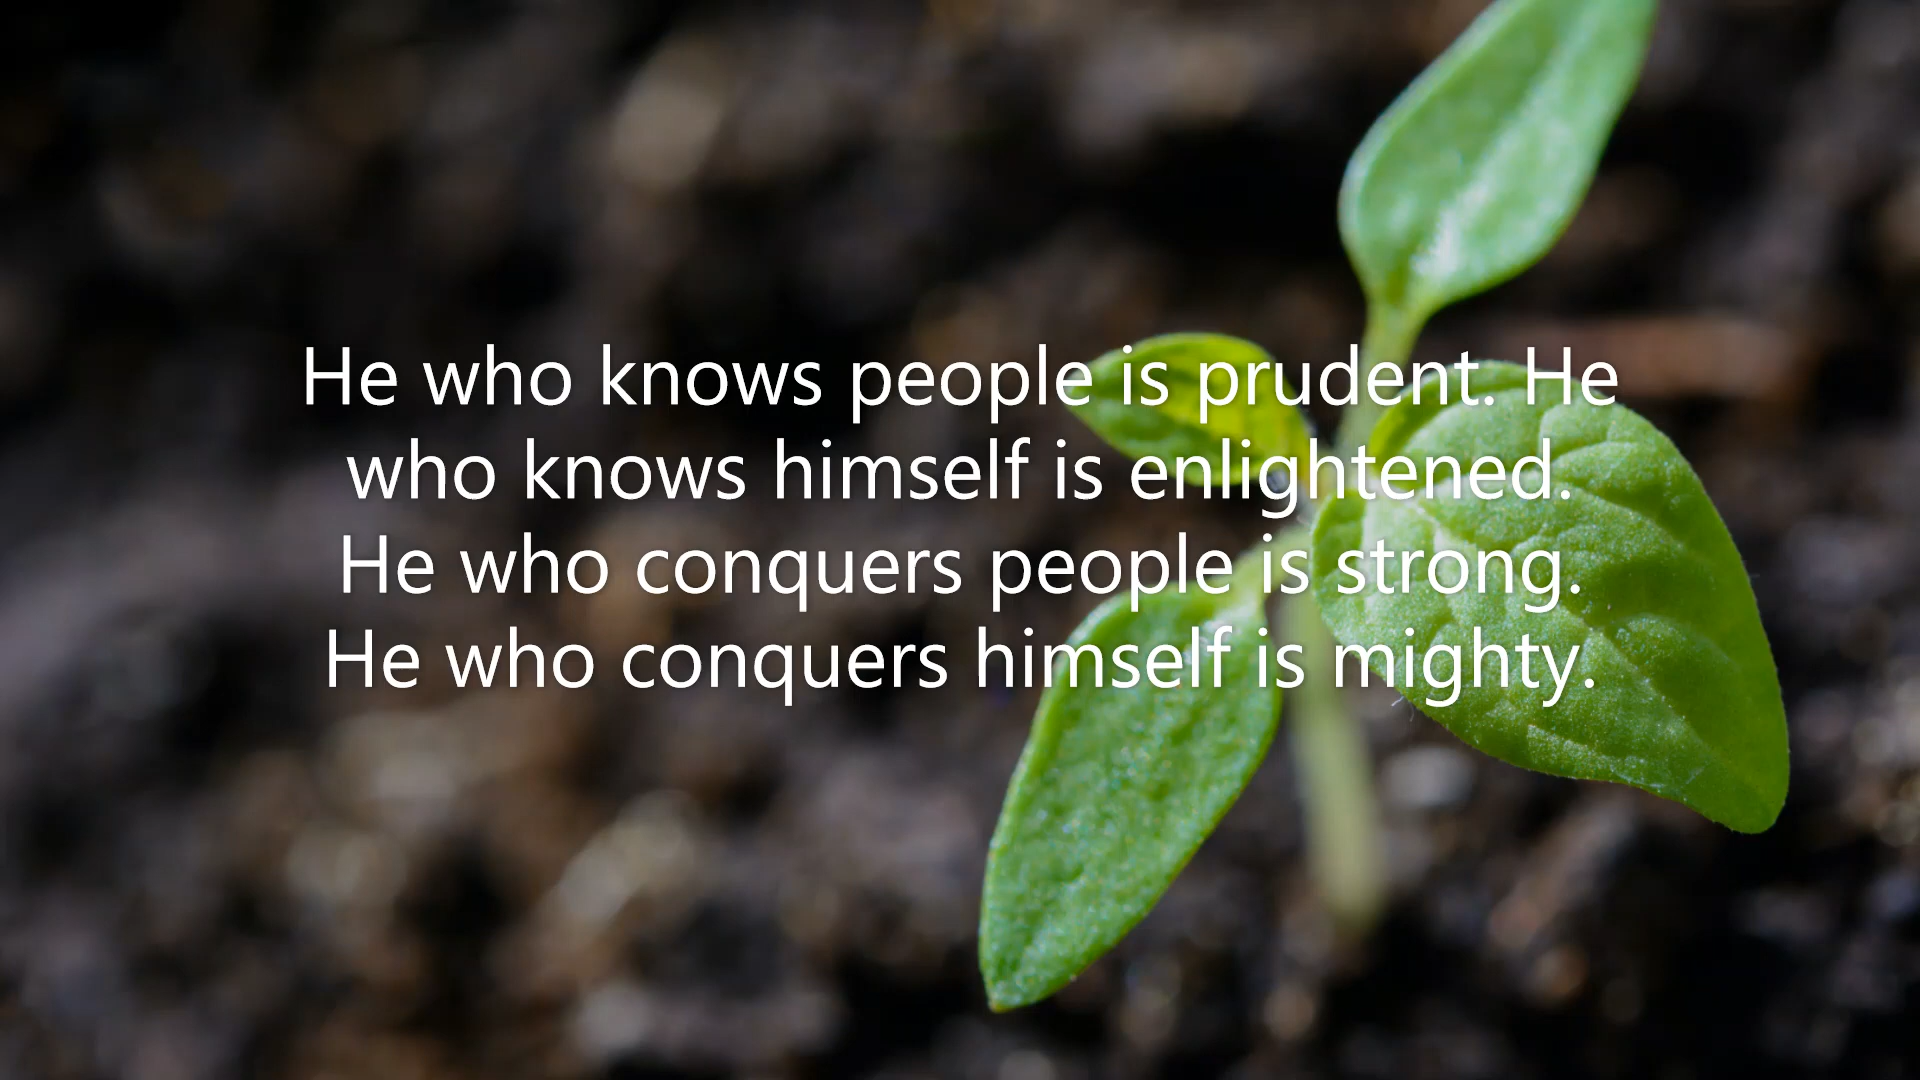 He who knows people is prudent. He
who knows himself is enlightened.
He who conquers people is strong.
He who conquers himself is mighty.